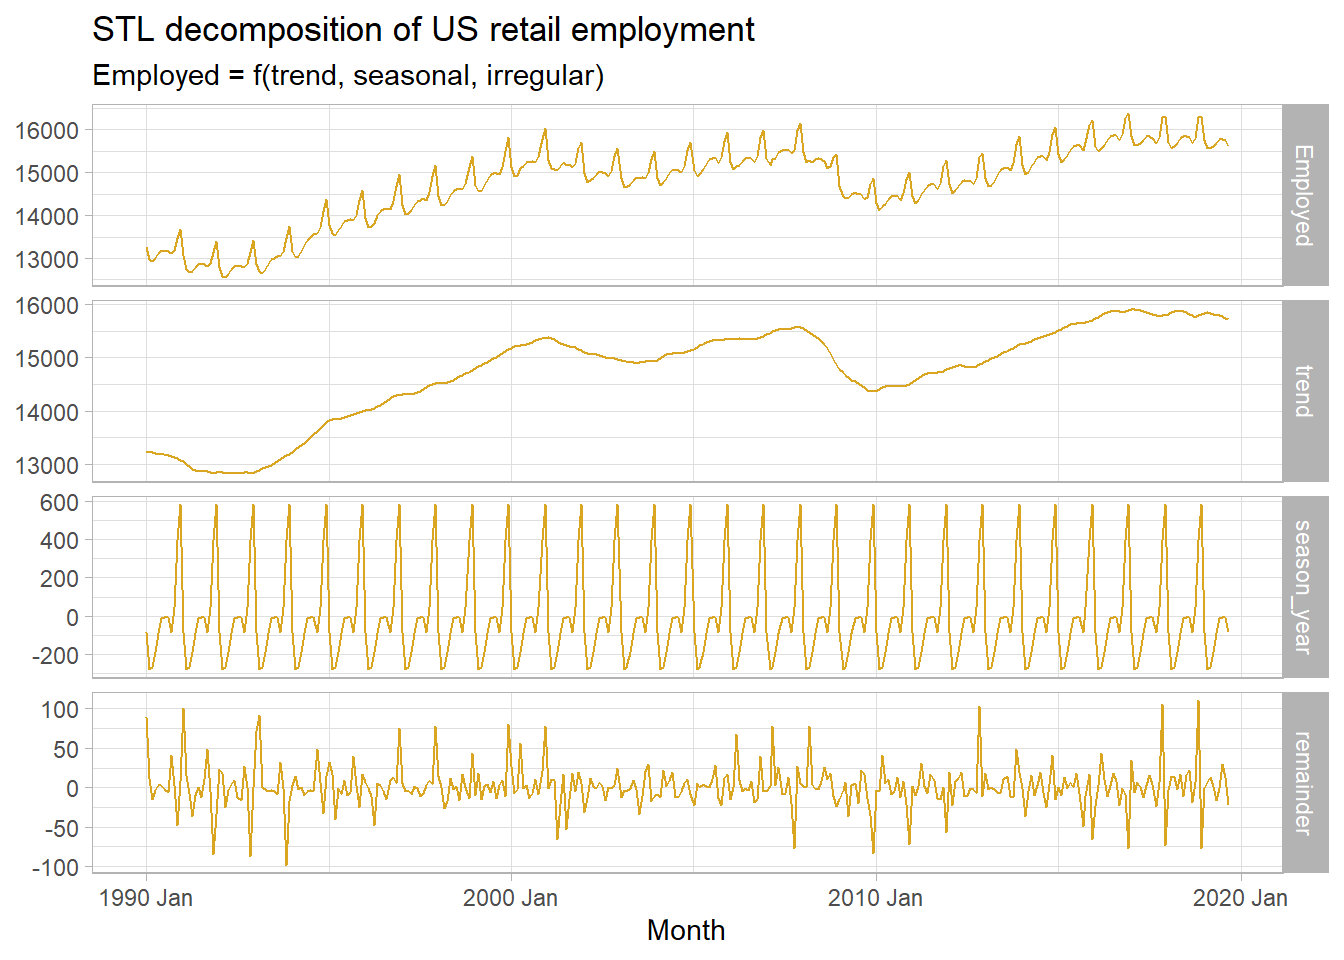 STL decomposition of US retail employment
Employed = f(trend, seasonal, irregular)
16000
15000
14000
13000
Employed
16000
15000
14000
13000
trend
600
400
200
0
-200
season_year
100
50
0
-50
-100
remainder
1990 Jan 2000 Jan 2010 Jan 2020 Jan
Month